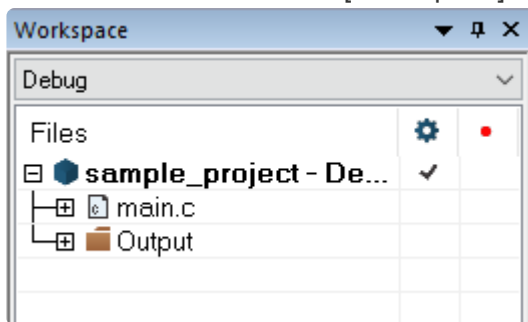 Workspace
Debug
Files
sample_project - De...
main.c
Output